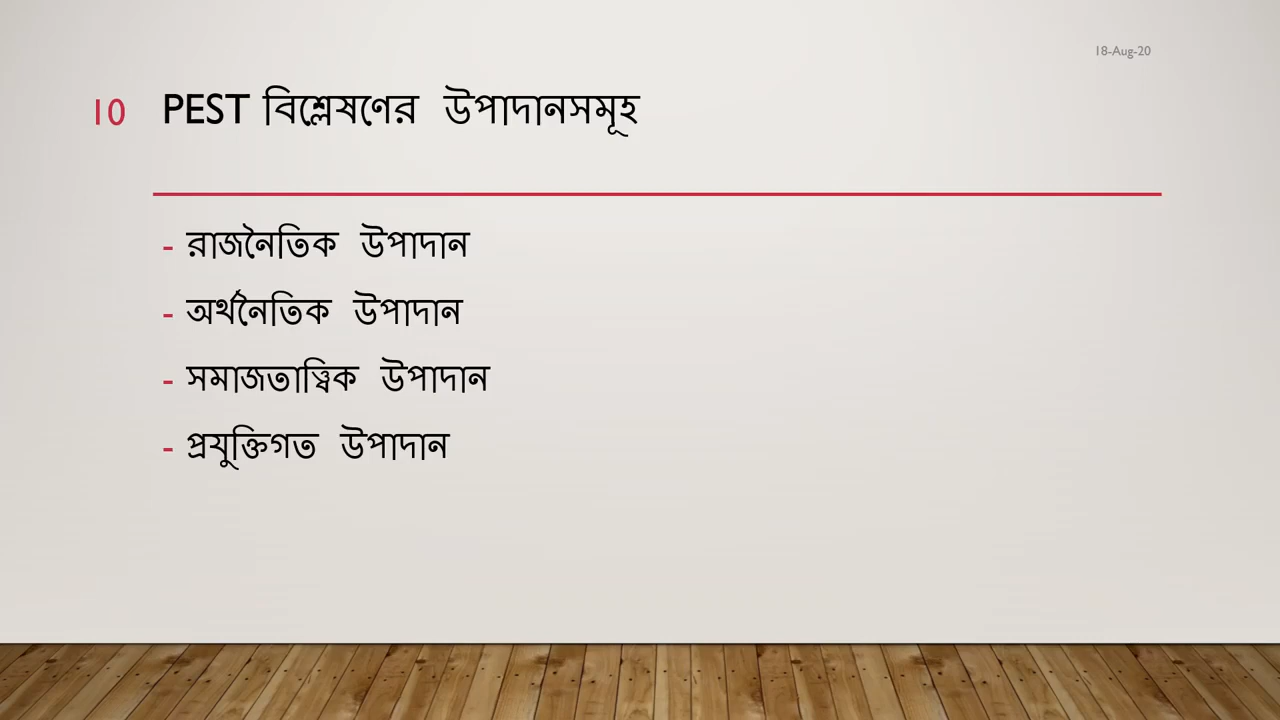 18-Aug-20
10 PEST বিশ্লেষণের উপাদানসমূহ
- রাজনৈতিক উপাদান
- অর্থনৈতিক উপাদান
- সমাজতাত্ত্বিক উপাদান
- প্রযুক্তিগত উপাদান